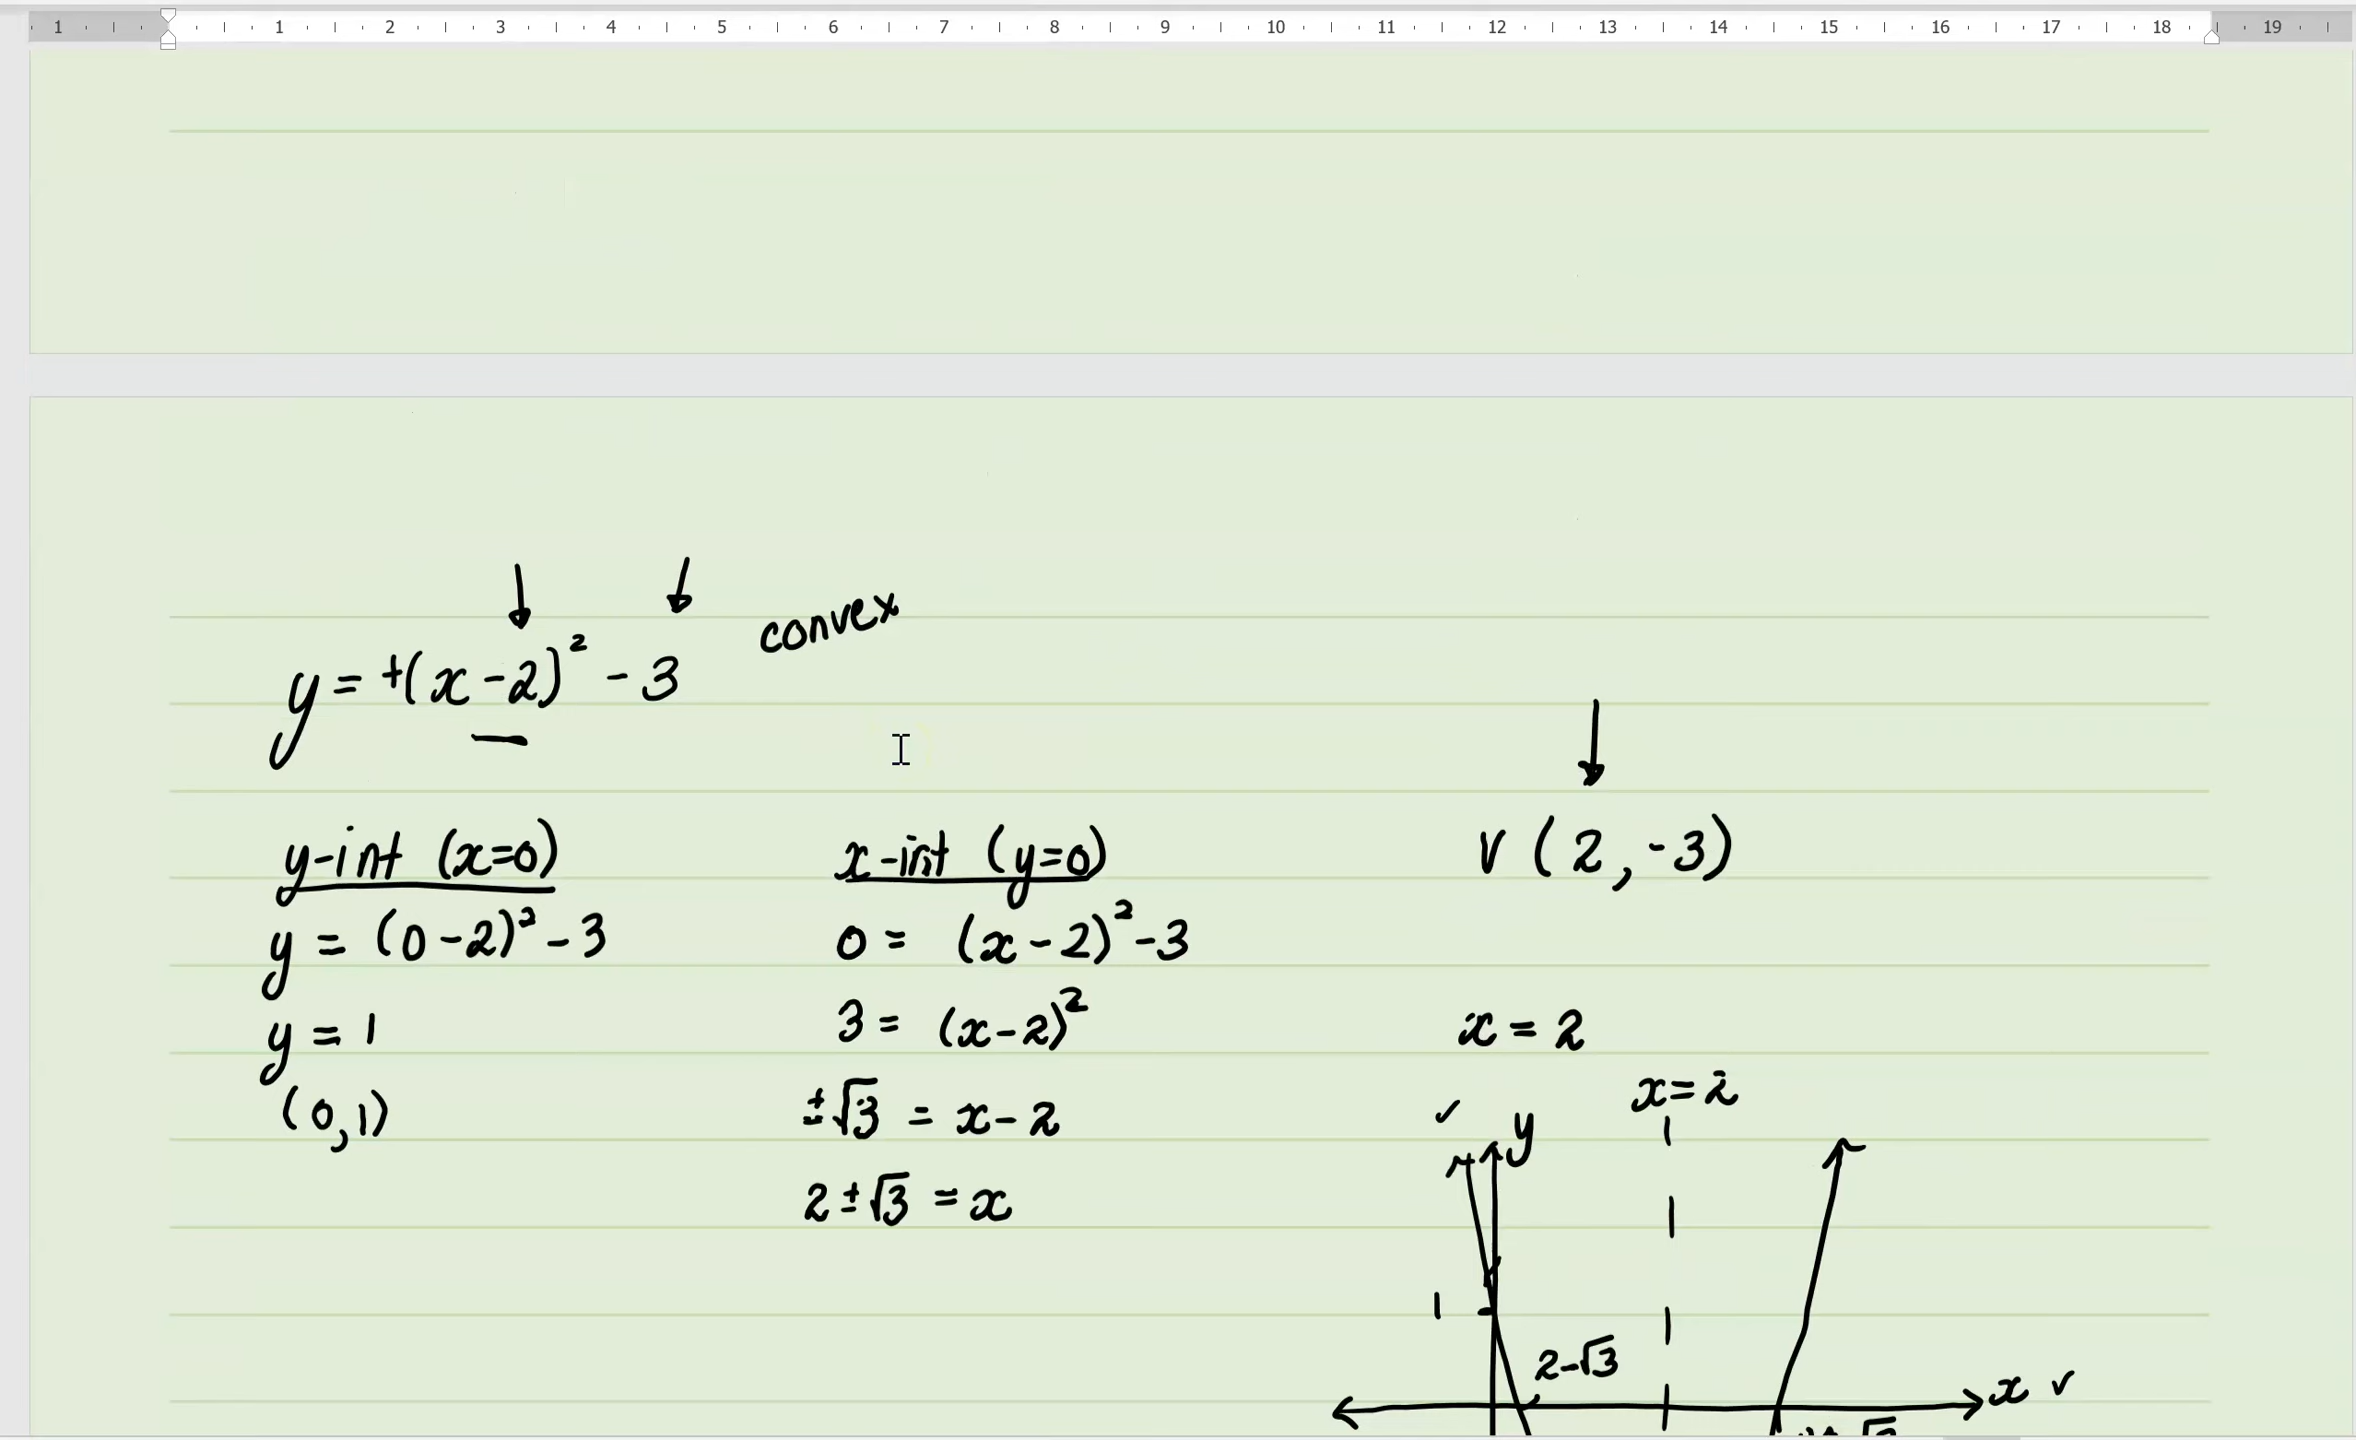 1 1 2 3 4 5 6 7 8 9 10 11 12 13 14 15 16 17 18 19
convex
y = +(x - 2)² - 3
y-int (x=0)
y = (0 - 2)² - 3
y = 1
(0,1)
x-int (y=0)
0 = (x - 2)² - 3
3 = (x - 2)²
±√3 = x - 2
2 ± √3 = x
V (2, -3)
x = 2
x = 2
y
1
2 - √3
x